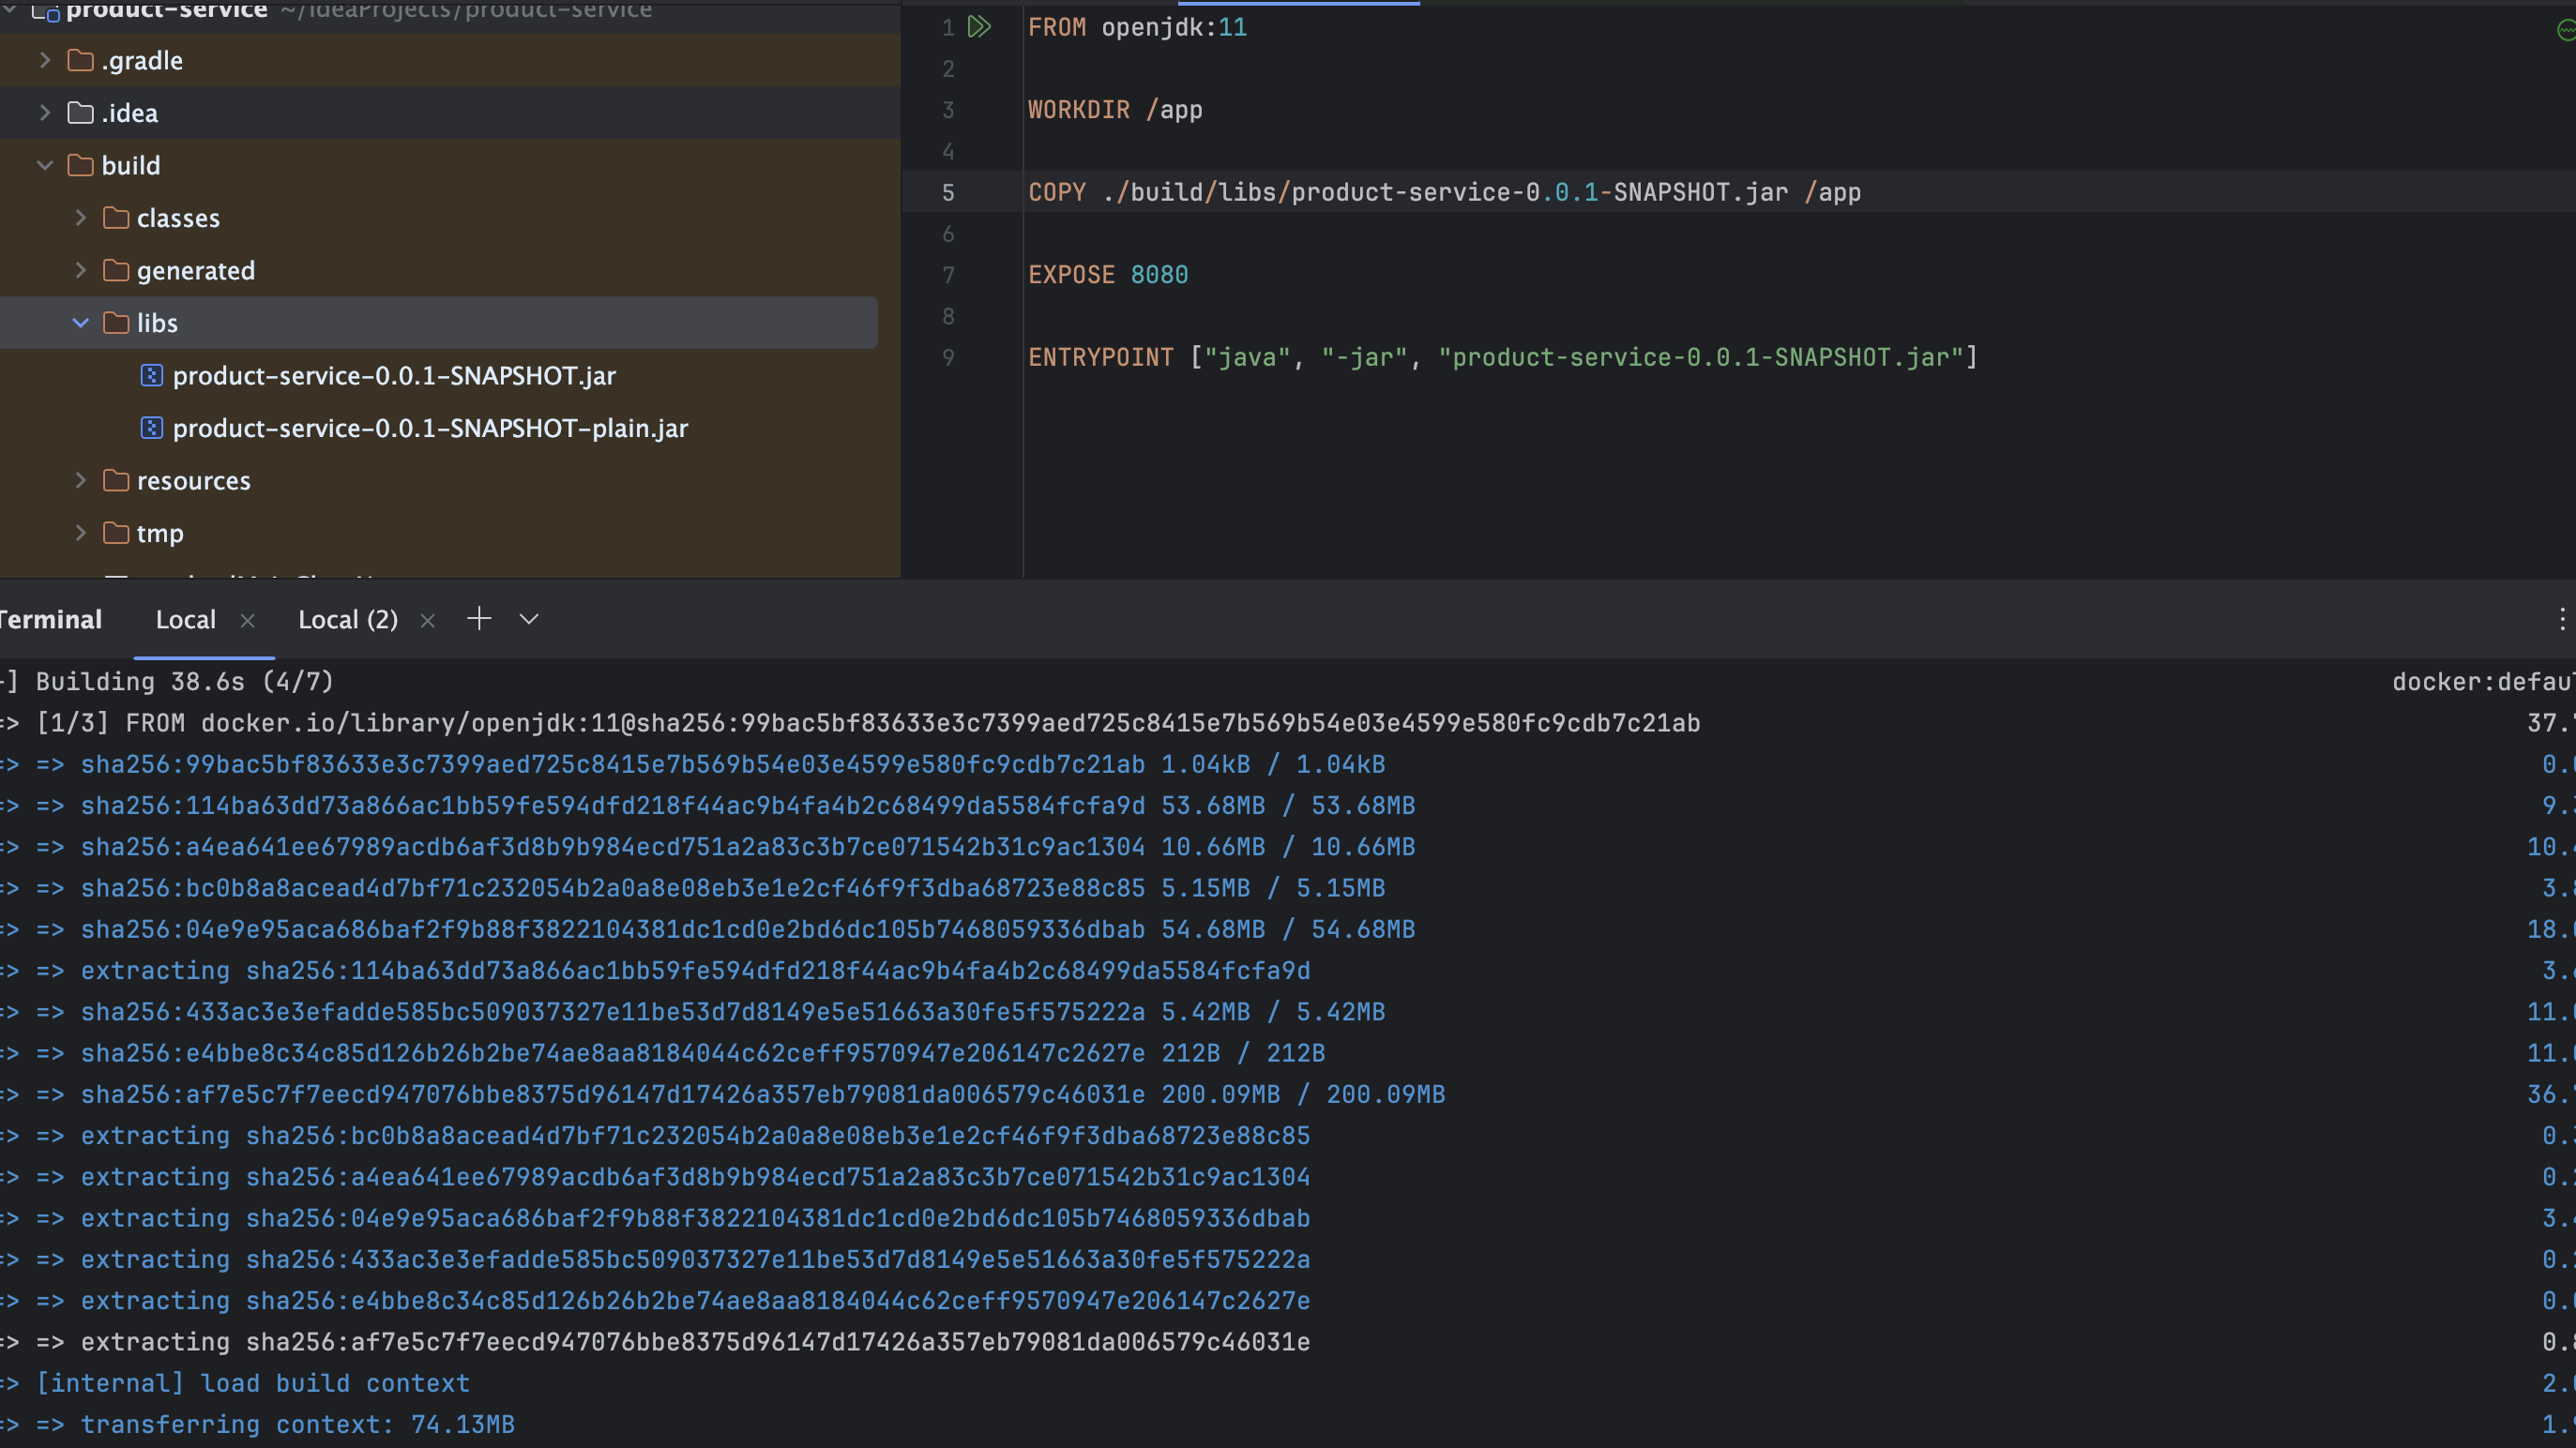 product-service ~/IdeaProjects/product-service
.gradle
.idea
build
classes
generated
libs
product-service-0.0.1-SNAPSHOT.jar
product-service-0.0.1-SNAPSHOT-plain.jar
resources
tmp
1 FROM openjdk:11
2
3 WORKDIR /app
4
5 COPY ./build/libs/product-service-0.0.1-SNAPSHOT.jar /app
6
7 EXPOSE 8080
8
9 ENTRYPOINT ["java", "-jar", "product-service-0.0.1-SNAPSHOT.jar"]
Terminal Local × Local (2) ×
+] Building 38.6s (4/7) docker:defau
=> [1/3] FROM docker.io/library/openjdk:11@sha256:99bac5bf83633e3c7399aed725c8415e7b569b54e03e4599e580fc9cdb7c21ab 37.
=> => sha256:99bac5bf83633e3c7399aed725c8415e7b569b54e03e4599e580fc9cdb7c21ab 1.04kB / 1.04kB 0.
=> => sha256:114ba63dd73a866ac1bb59fe594dfd218f44ac9b4fa4b2c68499da5584fcfa9d 53.68MB / 53.68MB 9.
=> => sha256:a4ea641ee67989acdb6af3d8b9b984ecd751a2a83c3b7ce071542b31c9ac1304 10.66MB / 10.66MB 10.
=> => sha256:bc0b8a8acead4d7bf71c232054b2a0a8e08eb3e1e2cf46f9f3dba68723e88c85 5.15MB / 5.15MB 3.
=> => sha256:04e9e95aca686baf2f9b88f3822104381dc1cd0e2bd6dc105b7468059336dbab 54.68MB / 54.68MB 18.
=> => extracting sha256:114ba63dd73a866ac1bb59fe594dfd218f44ac9b4fa4b2c68499da5584fcfa9d 3.
=> => sha256:433ac3e3efadde585bc509037327e11be53d7d8149e5e51663a30fe5f575222a 5.42MB / 5.42MB 11.
=> => sha256:e4bbe8c34c85d126b26b2be74ae8aa8184044c62ceff9570947e206147c2627e 212B / 212B 11.
=> => sha256:af7e5c7f7eecd947076bbe8375d96147d17426a357eb79081da006579c46031e 200.09MB / 200.09MB 36.
=> => extracting sha256:bc0b8a8acead4d7bf71c232054b2a0a8e08eb3e1e2cf46f9f3dba68723e88c85 0.
=> => extracting sha256:a4ea641ee67989acdb6af3d8b9b984ecd751a2a83c3b7ce071542b31c9ac1304 0.
=> => extracting sha256:04e9e95aca686baf2f9b88f3822104381dc1cd0e2bd6dc105b7468059336dbab 3.
=> => extracting sha256:433ac3e3efadde585bc509037327e11be53d7d8149e5e51663a30fe5f575222a 0.
=> => extracting sha256:e4bbe8c34c85d126b26b2be74ae8aa8184044c62ceff9570947e206147c2627e 0.
=> => extracting sha256:af7e5c7f7eecd947076bbe8375d96147d17426a357eb79081da006579c46031e 0.
=> [internal] load build context 2.
=> => transferring context: 74.13MB 1.